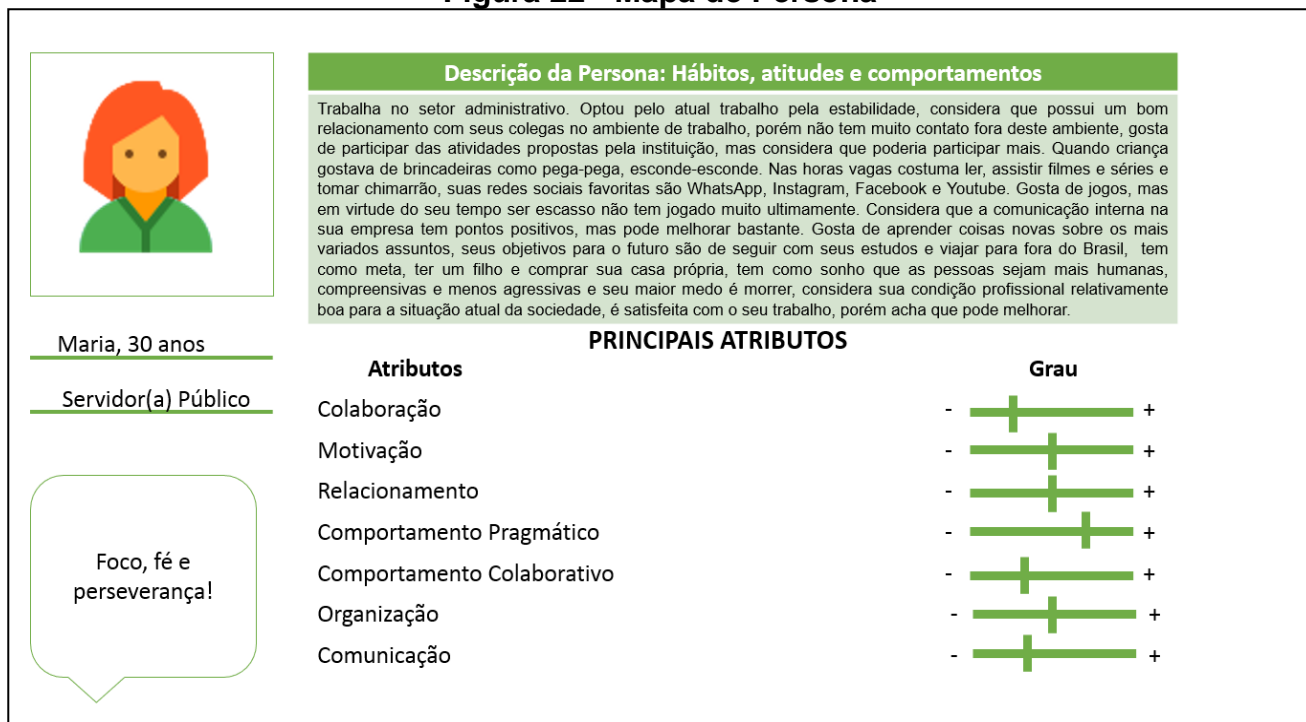 Figura 22 - Mapa de Persona
Descrição da Persona: Hábitos, atitudes e comportamentos
Trabalha no setor administrativo. Optou pelo atual trabalho pela estabilidade, considera que possui um bom
relacionamento com seus colegas no ambiente de trabalho, porém não tem muito contato fora deste ambiente, gosta
de participar das atividades propostas pela instituição, mas considera que poderia participar mais. Quando criança
gostava de brincadeiras como pega-pega, esconde-esconde. Nas horas vagas costuma ler, assistir filmes e séries e
tomar chimarrão, suas redes sociais favoritas são WhatsApp, Instagram, Facebook e Youtube. Gosta de jogos, mas
em virtude do seu tempo ser escasso não tem jogado muito ultimamente. Considera que a comunicação interna na
sua empresa tem pontos positivos, mas pode melhorar bastante. Gosta de aprender coisas novas sobre os mais
variados assuntos, seus objetivos para o futuro são de seguir com seus estudos e viajar para fora do Brasil, tem
como meta, ter um filho e comprar sua casa própria, tem como sonho que as pessoas sejam mais humanas,
compreensivas e menos agressivas e seu maior medo é morrer, considera sua condição profissional relativamente
boa para a situação atual da sociedade, é satisfeita com o seu trabalho, porém acha que pode melhorar.
Maria, 30 anos
Servidor(a) Público
Foco, fé e
perseverança!
PRINCIPAIS ATRIBUTOS
Atributos Grau
Colaboração - +
Motivação - +
Relacionamento - +
Comportamento Pragmático - +
Comportamento Colaborativo - +
Organização - +
Comunicação - +